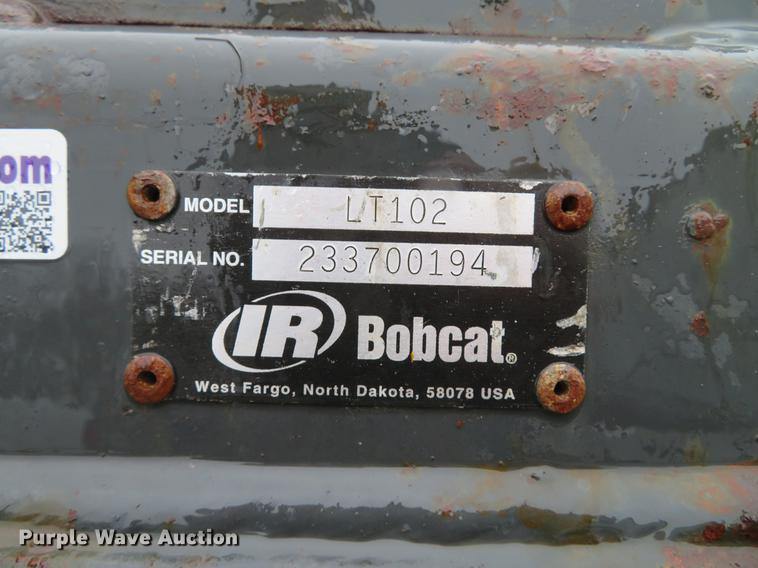 om
MODEL LT102
SERIAL NO. 233700194
IR Bobcat®
West Fargo, North Dakota, 58078 USA
Purple Wave Auction